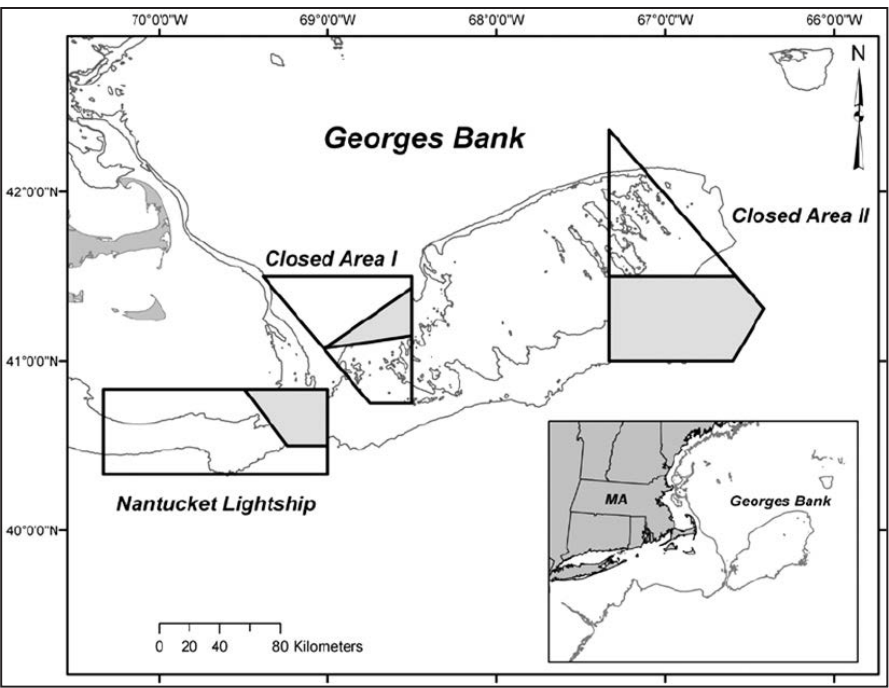 70°0'0"W 69°0'0"W 68°0'0"W 67°0'0"W 66°0'0"W
N
Georges Bank
42°0'0"N
Closed Area II
Closed Area I
41°0'0"N
Nantucket Lightship
MA
Georges Bank
40°0'0"N
0 20 40 80 Kilometers